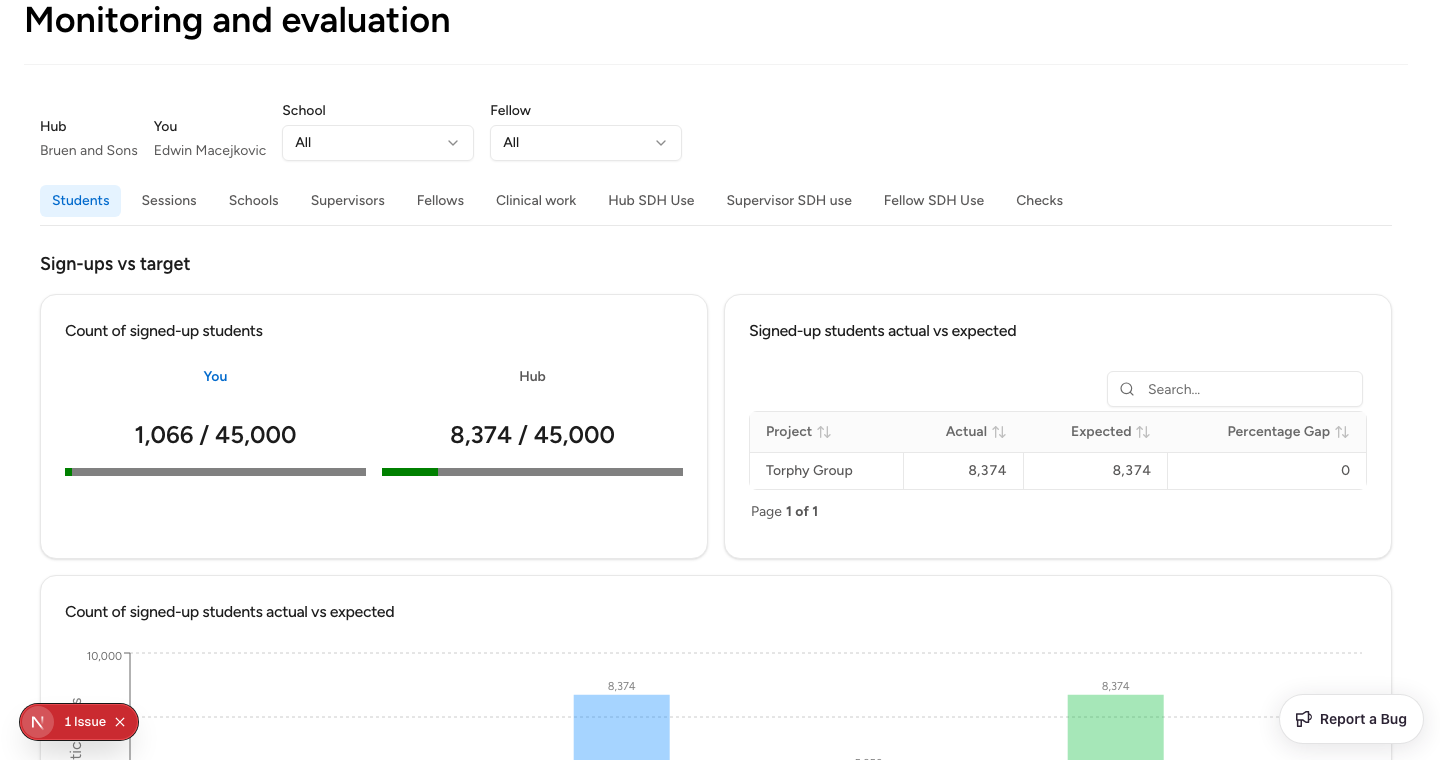 Monitoring and evaluation
Hub
Bruen and Sons
You
Edwin Macejkovic
School
All
Fellow
All
Students Sessions Schools Supervisors Fellows Clinical work Hub SDH Use Supervisor SDH use Fellow SDH Use Checks
Sign-ups vs target
Count of signed-up students
You Hub
1,066 / 45,000 8,374 / 45,000
Signed-up students actual vs expected
Search...
Project Actual Expected Percentage Gap
Torphy Group 8,374 8,374 0
Page 1 of 1
Count of signed-up students actual vs expected
10,000
8,374 8,374
1 Issue
Report a Bug